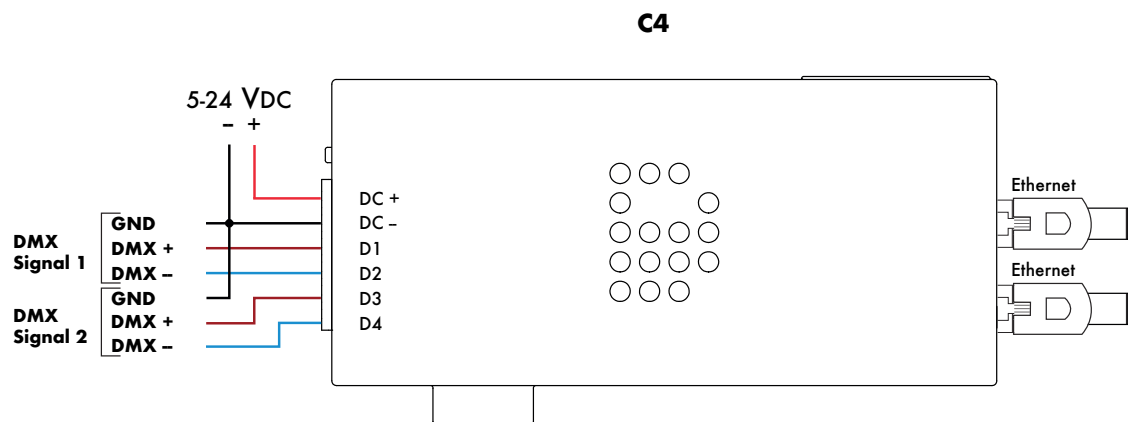 C4
5-24 VDC
– +
DC +
DC –
D1
D2
D3
D4
DMX
Signal 1
GND
DMX +
DMX –
DMX
Signal 2
GND
DMX +
DMX –
Ethernet
Ethernet